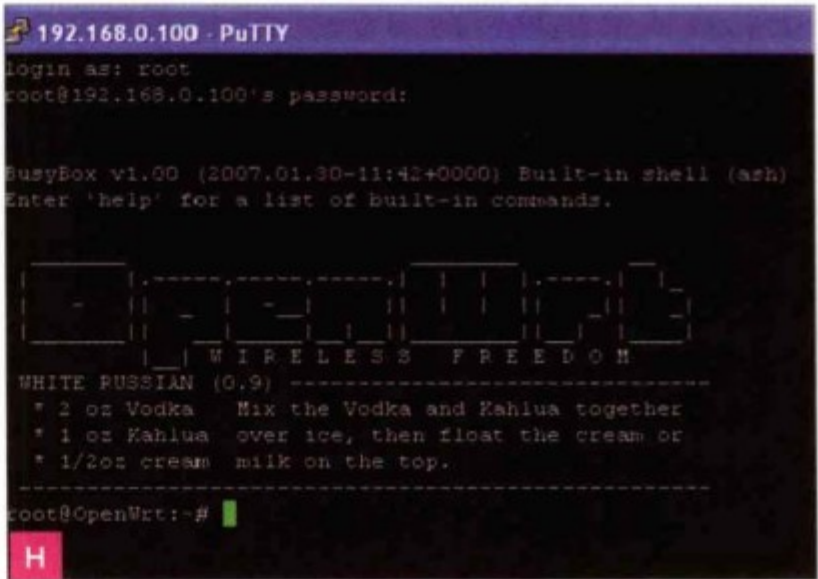 192.168.0.100 - PuTTY
login as: root
root@192.168.0.100's password:
BusyBox v1.00 (2007.01.30-11:42+0000) Built-in shell (ash)
Enter 'help' for a list of built-in commands.
OpenWrt
W I R E L E S S   F R E E D O M
WHITE RUSSIAN (0.9) -----------------------------------
* 2 oz Vodka   Mix the Vodka and Kahlua together
* 1 oz Kahlua  over ice, then float the cream or
* 1/2oz cream  milk on the top.
---------------------------------------------------------
root@OpenWrt:~#
H